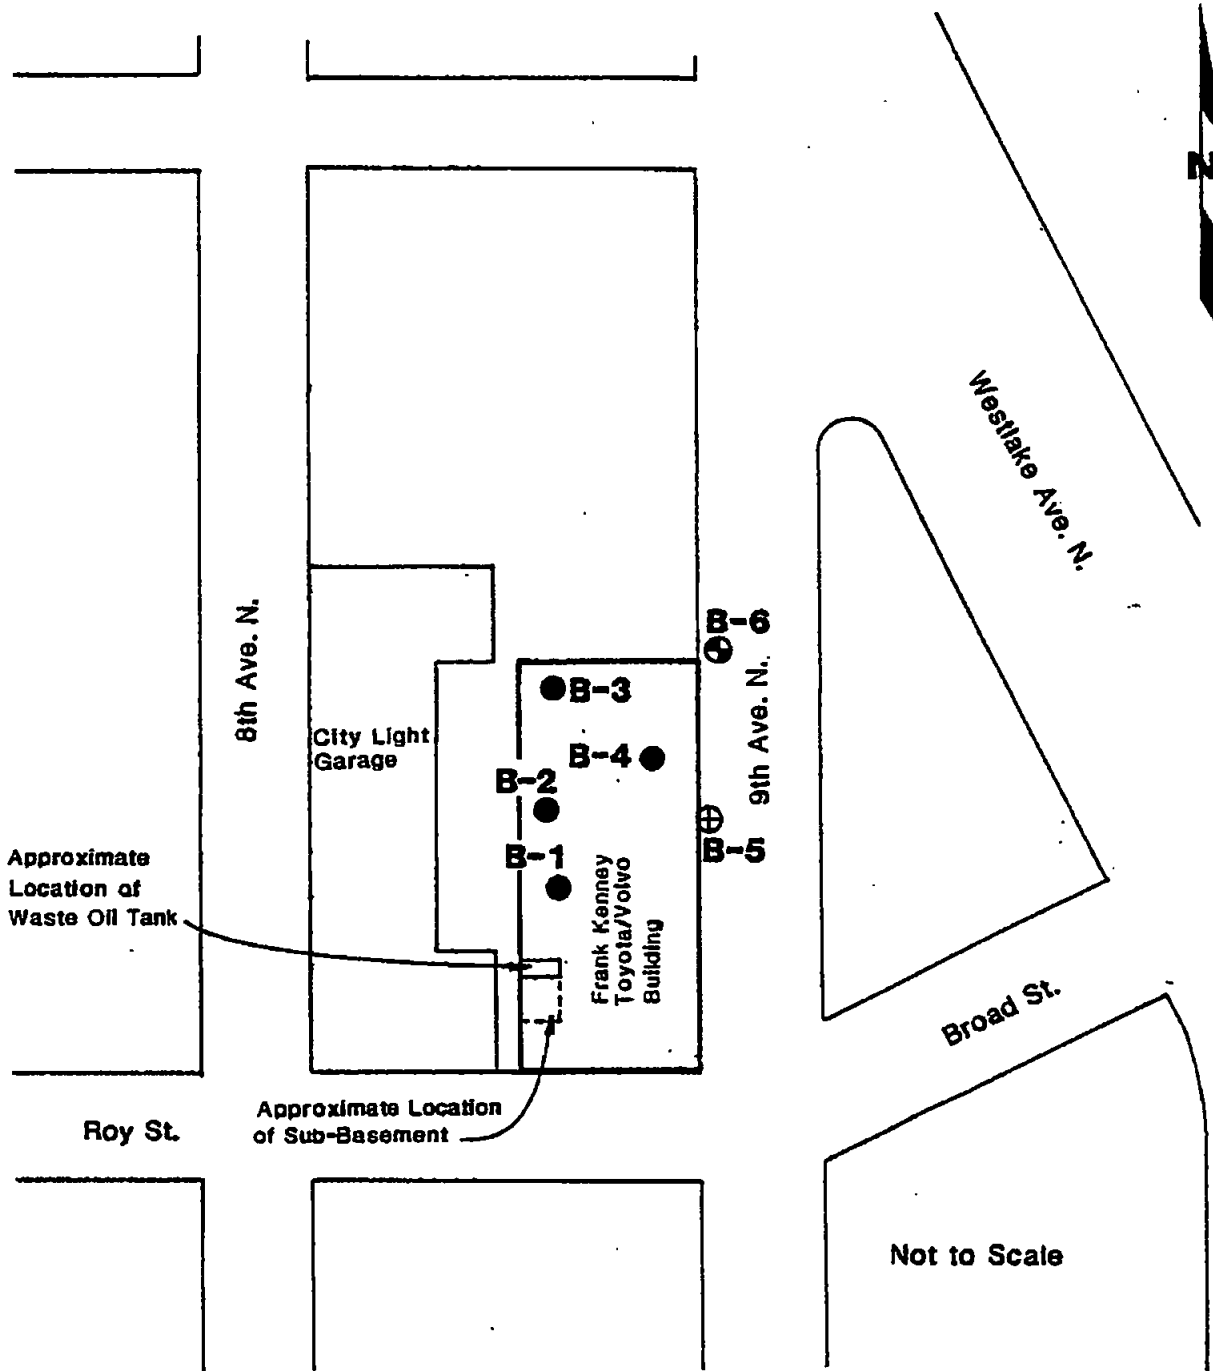 N
Westlake Ave. N.
8th Ave. N.
B-6
B-3
9th Ave. N.
City Light
Garage
B-4
B-2
B-5
B-1
Approximate
Location of
Waste Oil Tank
Frank Kenney
Toyota/Volvo
Building
Broad St.
Approximate Location
of Sub-Basement
Roy St.
Not to Scale